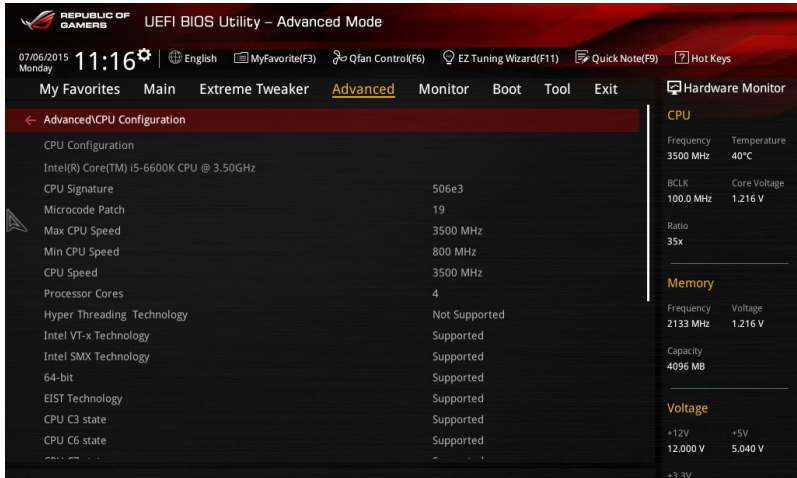 REPUBLIC OF
GAMERS
UEFI BIOS Utility – Advanced Mode
07/06/2015
Monday
11:16
English
MyFavorite(F3)
Qfan Control(F6)
EZ Tuning Wizard(F11)
Quick Note(F9)
? Hot Keys
My Favorites Main Extreme Tweaker Advanced Monitor Boot Tool Exit
Advanced\CPU Configuration
CPU Configuration
Intel(R) Core(TM) i5-6600K CPU @ 3.50GHz
CPU Signature 506e3
Microcode Patch 19
Max CPU Speed 3500 MHz
Min CPU Speed 800 MHz
CPU Speed 3500 MHz
Processor Cores 4
Hyper Threading Technology Not Supported
Intel VT-x Technology Supported
Intel SMX Technology Supported
64-bit Supported
EIST Technology Supported
CPU C3 state Supported
CPU C6 state Supported
Hardware Monitor
CPU
Frequency Temperature
3500 MHz 40°C
BCLK Core Voltage
100.0 MHz 1.216 V
Ratio
35x
Memory
Frequency Voltage
2133 MHz 1.216 V
Capacity
4096 MB
Voltage
+12V +5V
12.000 V 5.040 V
+3.3V